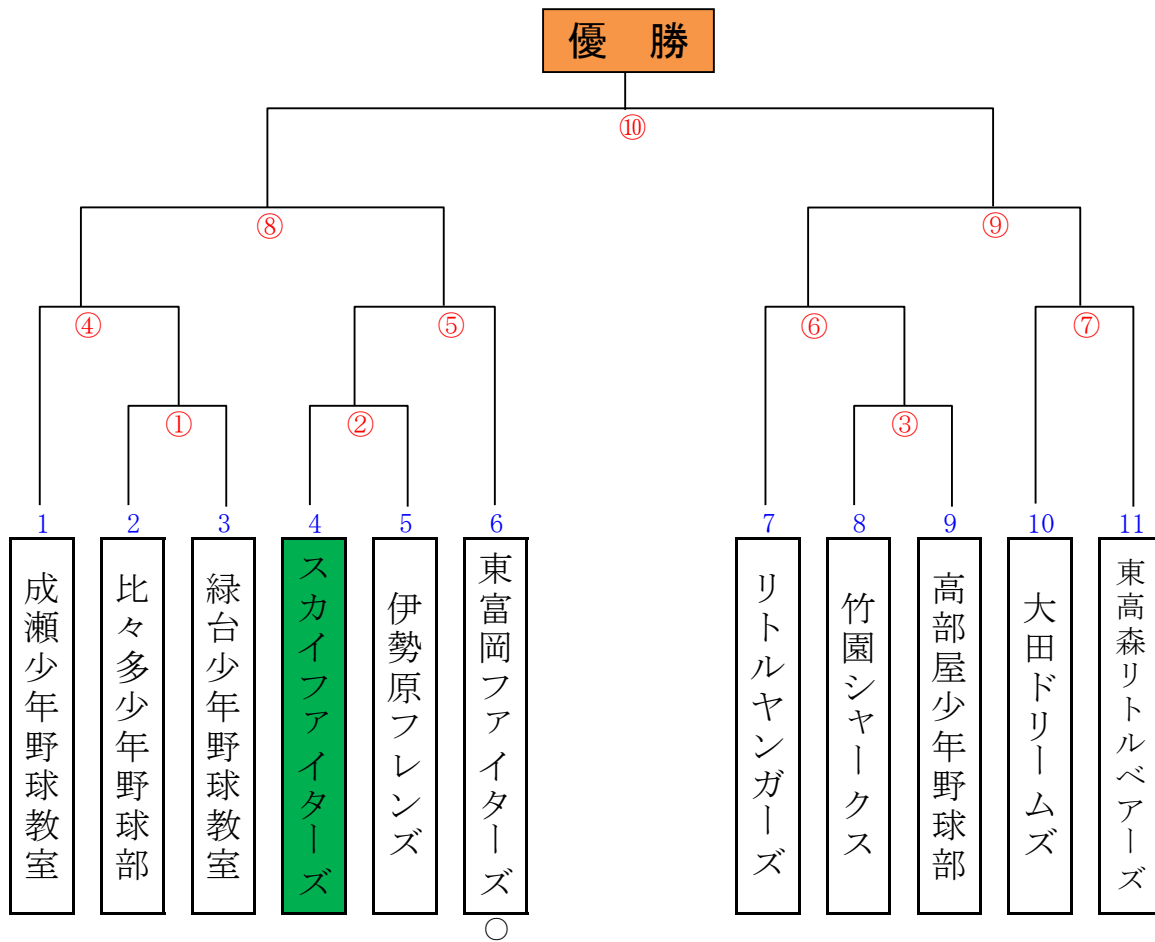 優　勝
⑩
⑧
⑨
④
⑤
⑥
⑦
①
②
③
1
2
3
4
5
6
7
8
9
10
11
成瀬少年野球教室
比々多少年野球部
緑台少年野球教室
スカイファイターズ
伊勢原フレンズ
東富岡ファイターズ
リトルヤンガーズ
竹園シャークス
高部屋少年野球部
大田ドリームズ
東高森リトルベアーズ
○